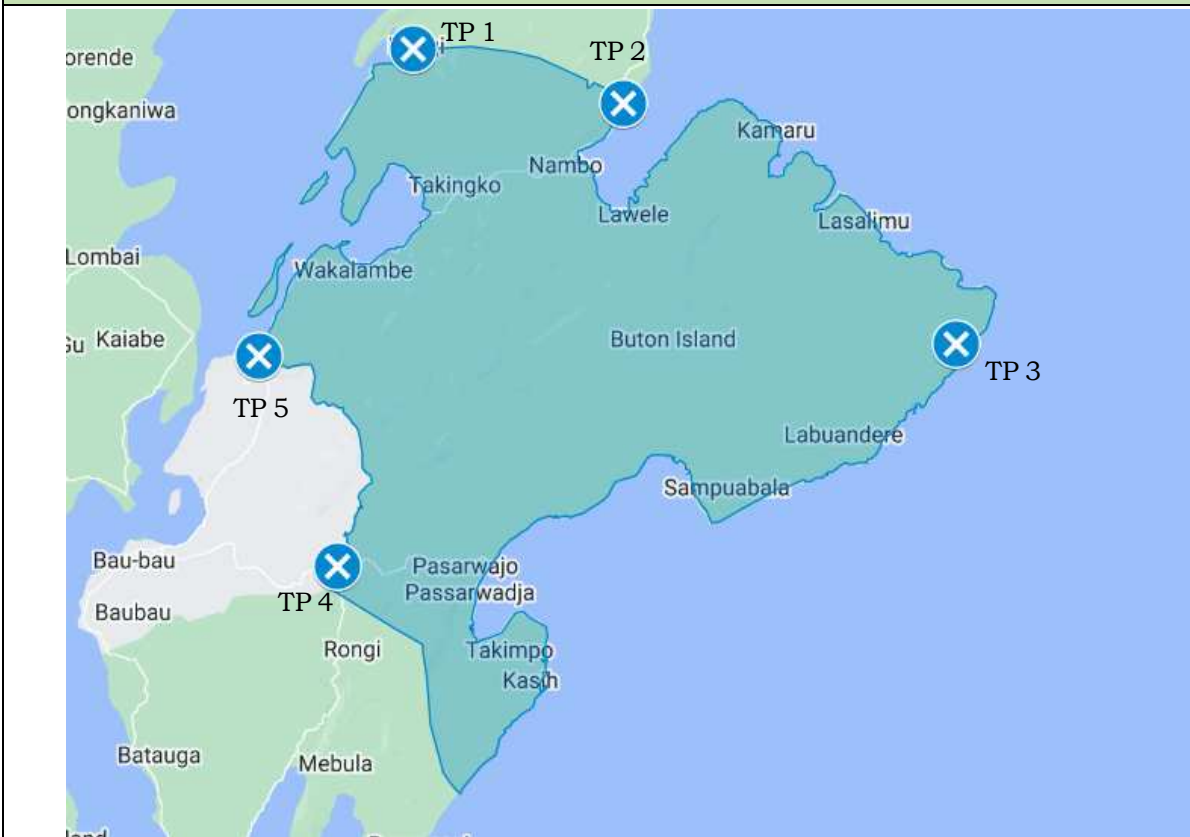 TP 1
TP 2
orende
ongkaniwa
Kamaru
Nambo
Takingko
Lawele
Lasalimu
Lombai
Wakalambe
Kaiabe
Buton Island
TP 3
TP 5
Labuandere
Sampuabala
Bau-bau
Pasarwajo
Passarwadja
TP 4
Baubau
Rongi
Takimpo
Kasih
Batauga
Mebula